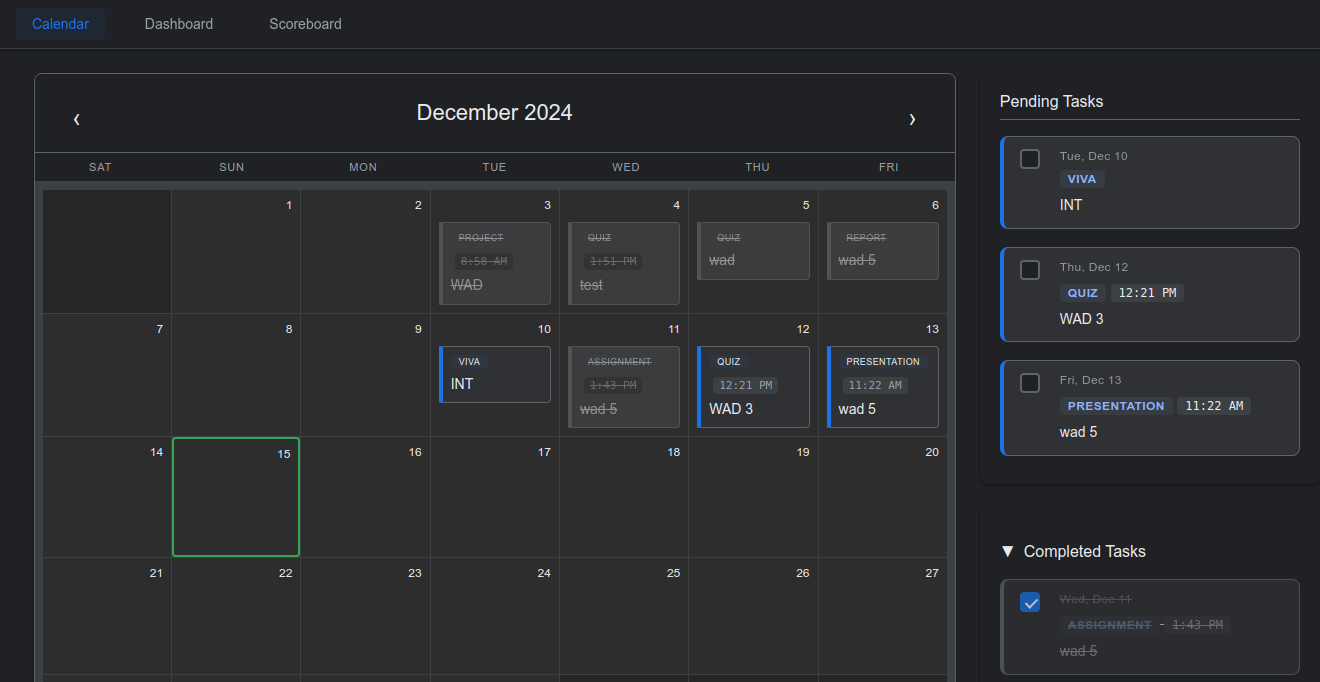 Calendar Dashboard Scoreboard
‹ December 2024 ›
SAT SUN MON TUE WED THU FRI
1 2 3 4 5 6
PROJECT
8:58 AM
WAD
QUIZ
1:51 PM
test
QUIZ
wad
REPORT
wad 5
7 8 9 10 11 12 13
VIVA
INT
ASSIGNMENT
1:43 PM
wad 5
QUIZ
12:21 PM
WAD 3
PRESENTATION
11:22 AM
wad 5
14 15 16 17 18 19 20
21 22 23 24 25 26 27
Pending Tasks
Tue, Dec 10
VIVA
INT
Thu, Dec 12
QUIZ 12:21 PM
WAD 3
Fri, Dec 13
PRESENTATION 11:22 AM
wad 5
▼ Completed Tasks
Wed, Dec 11
ASSIGNMENT - 1:43 PM
wad 5